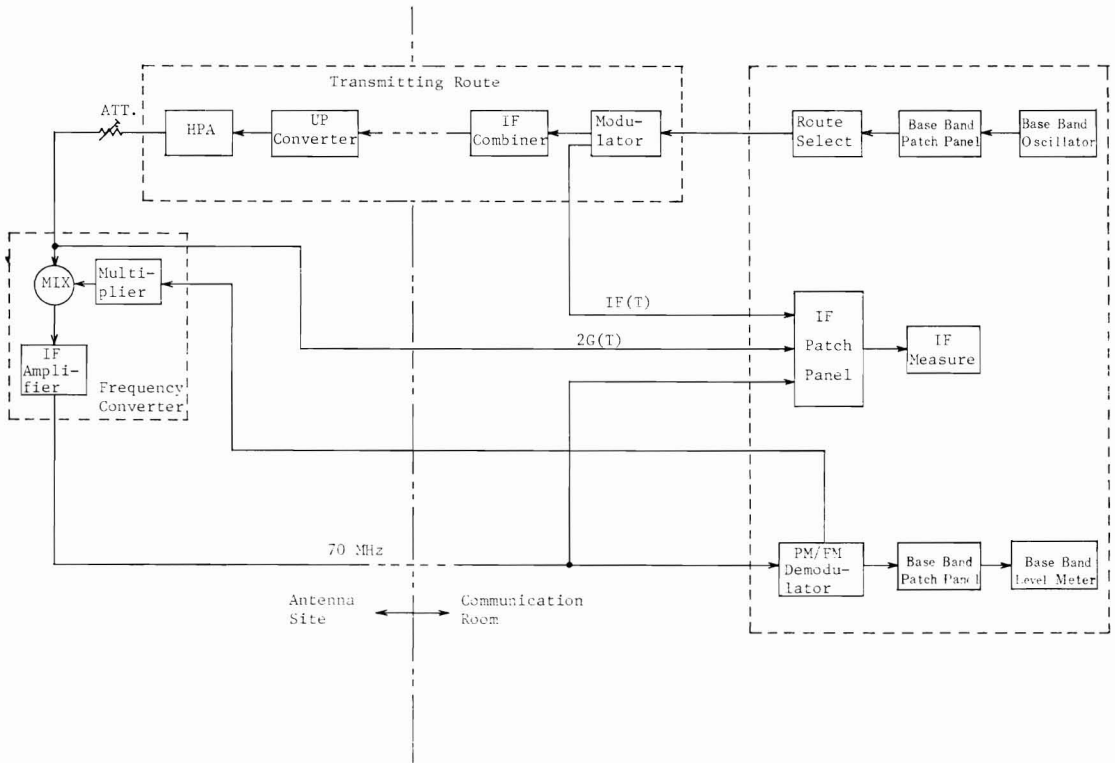 Transmitting Route
ATT.
HPA
UP
Converter
IF
Combiner
Modu-
lator
Route
Select
Base Band
Patch Panel
Base Band
Oscillator
MIX
Multi-
plier
IF
Ampli-
fier
Frequency
Converter
IF(T)
2G(T)
IF
Patch
Panel
IF
Measure
70 MHz
PM/FM
Demodu-
lator
Base Band
Patch Panel
Base Band
Level Meter
Antenna
Site
Communication
Room